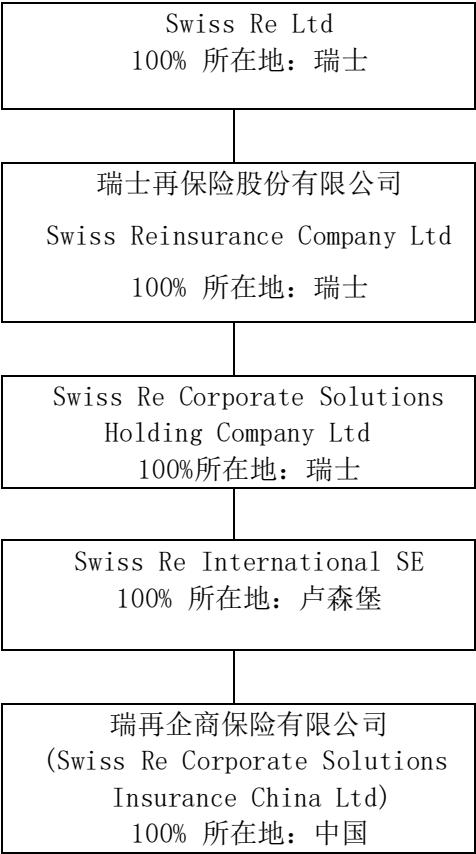 Swiss Re Ltd
100% 所在地：瑞士
瑞士再保险股份有限公司
Swiss Reinsurance Company Ltd
100% 所在地：瑞士
Swiss Re Corporate Solutions
Holding Company Ltd
100%所在地：瑞士
Swiss Re International SE
100% 所在地：卢森堡
瑞再企商保险有限公司
(Swiss Re Corporate Solutions
Insurance China Ltd)
100% 所在地：中国